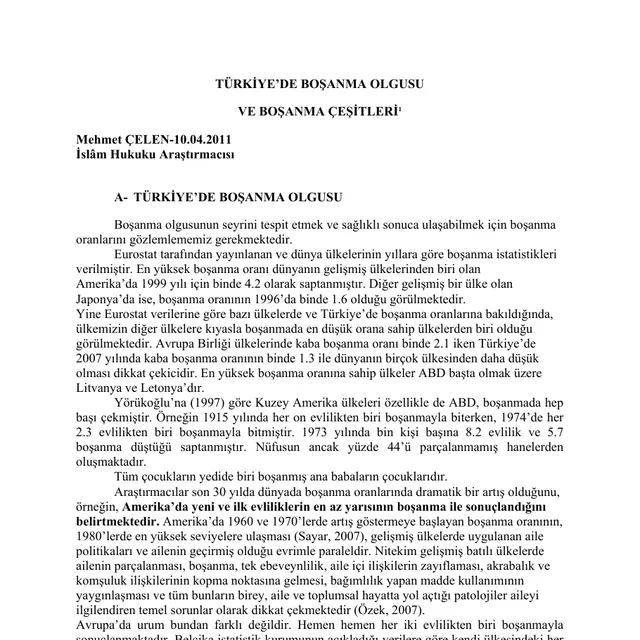 TÜRKİYE’DE BOŞANMA OLGUSU
VE BOŞANMA ÇEŞİTLERİ¹
Mehmet ÇELEN-10.04.2011
İslâm Hukuku Araştırmacısı
A- TÜRKİYE’DE BOŞANMA OLGUSU
Boşanma olgusunun seyrini tespit etmek ve sağlıklı sonuca ulaşabilmek için boşanma
oranlarını gözlemlememiz gerekmektedir.
Eurostat tarafından yayınlanan ve dünya ülkelerinin yıllara göre boşanma istatistikleri
verilmiştir. En yüksek boşanma oranı dünyanın gelişmiş ülkelerinden biri olan
Amerika’da 1999 yılı için binde 4.2 olarak saptanmıştır. Diğer gelişmiş bir ülke olan
Japonya’da ise, boşanma oranının 1996’da binde 1.6 olduğu görülmektedir.
Yine Eurostat verilerine göre bazı ülkelerde ve Türkiye’de boşanma oranlarına bakıldığında,
ülkemizin diğer ülkelere kıyasla boşanmada en düşük orana sahip ülkelerden biri olduğu
görülmektedir. Avrupa Birliği ülkelerinde kaba boşanma oranı binde 2.1 iken Türkiye’de
2007 yılında kaba boşanma oranının binde 1.3 ile dünyanın birçok ülkesinden daha düşük
olması dikkat çekicidir. En yüksek boşanma oranına sahip ülkeler ABD başta olmak üzere
Litvanya ve Letonya’dır.
Yörükoğlu’na (1997) göre Kuzey Amerika ülkeleri özellikle de ABD, boşanmada hep
başı çekmiştir. Örneğin 1915 yılında her on evlilikten biri boşanmayla biterken, 1974’de her
2.3 evlilikten biri boşanmayla bitmiştir. 1973 yılında bin kişi başına 8.2 evlilik ve 5.7
boşanma düştüğü saptanmıştır. Nüfusun ancak yüzde 44’ü parçalanmamış hanelerden
oluşmaktadır.
Tüm çocukların yedide biri boşanmış ana babaların çocuklarıdır.
Araştırmacılar son 30 yılda dünyada boşanma oranlarında dramatik bir artış olduğunu,
örneğin, Amerika’da yeni ve ilk evliliklerin en az yarısının boşanma ile sonuçlandığını
belirtmektedir. Amerika’da 1960 ve 1970’lerde artış göstermeye başlayan boşanma oranının,
1980’lerde en yüksek seviyelere ulaşması (Sayar, 2007), gelişmiş ülkelerde uygulanan aile
politikaları ve ailenin geçirmiş olduğu evrimle paraleldir. Nitekim gelişmiş batılı ülkelerde
ailenin parçalanması, boşanma, tek ebeveynlilik, aile içi ilişkilerin zayıflaması, akrabalık ve
komşuluk ilişkilerinin kopma noktasına gelmesi, bağımlılık yapan madde kullanımının
yaygınlaşması ve tüm bunların birey, aile ve toplumsal hayatta yol açtığı patolojiler aileyi
ilgilendiren temel sorunlar olarak dikkat çekmektedir (Özek, 2007).
Avrupa’da urum bundan farklı değildir. Hemen hemen her iki evlilikten biri boşanmayla
sonuçlanmaktadır. Belçika istatistik kurumunun açıkladığı verilere göre kendi ülkesindeki her